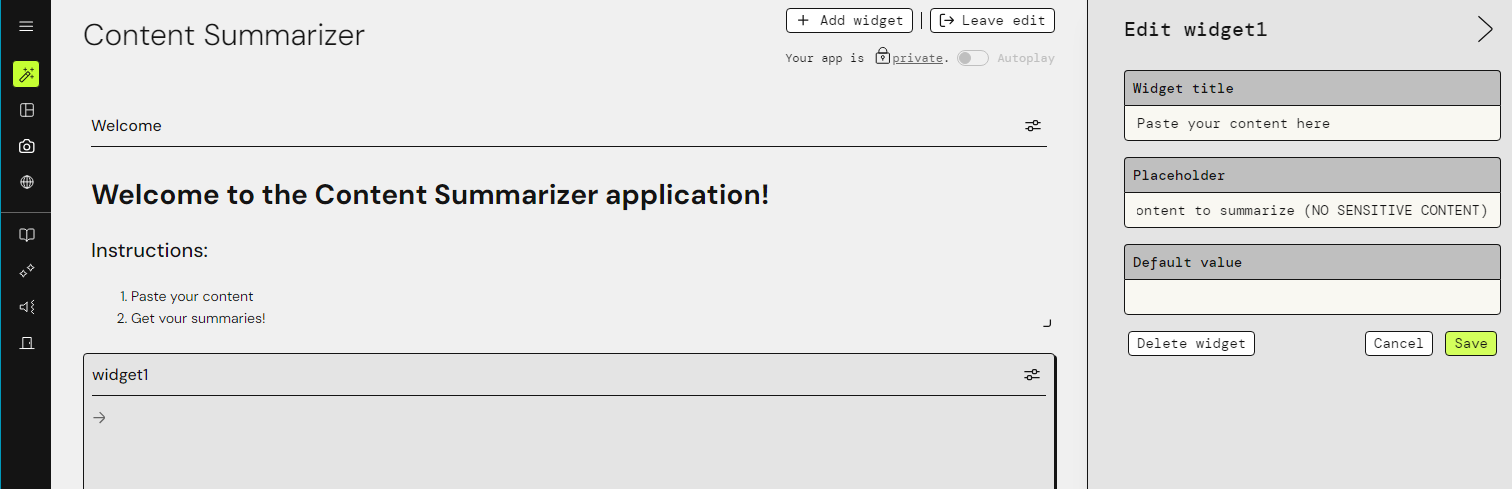 Content Summarizer
+ Add widget | Leave edit
Your app is private. Autoplay
Welcome
Welcome to the Content Summarizer application!
Instructions:
1. Paste your content
2. Get your summaries!
widget1
Edit widget1
Widget title
Paste your content here
Placeholder
ontent to summarize (NO SENSITIVE CONTENT)
Default value
Delete widget Cancel Save